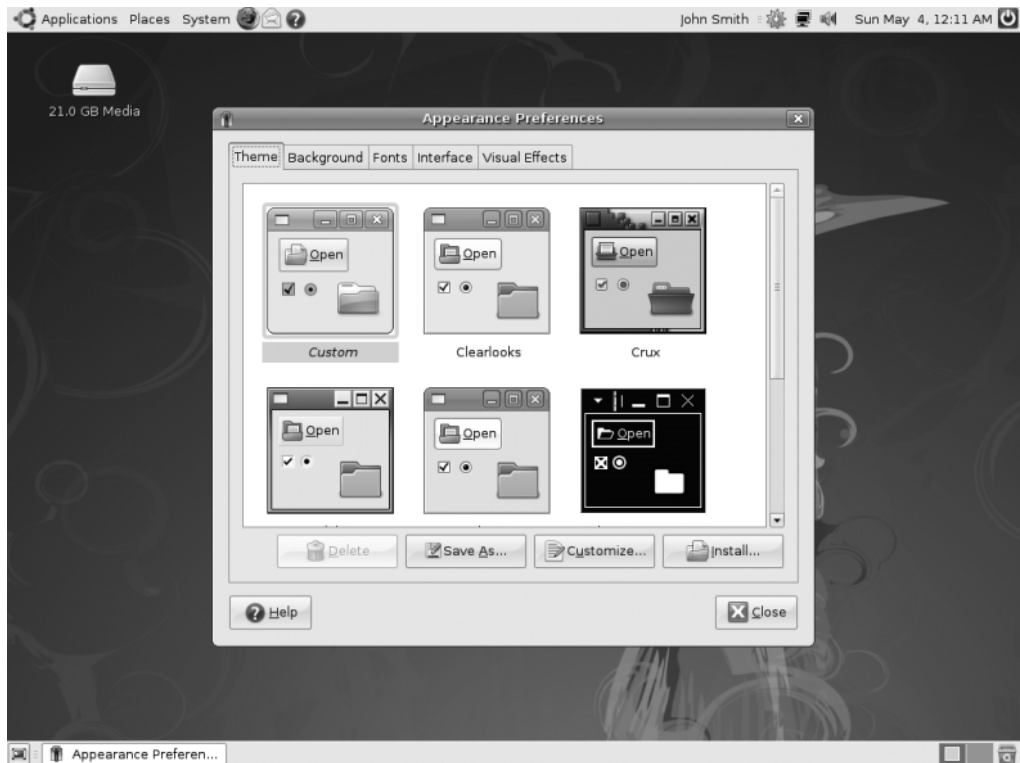 Applications Places System
John Smith
Sun May 4, 12:11 AM
21.0 GB Media
Appearance Preferences
Theme Background Fonts Interface Visual Effects
Open
Open
Open
Custom
Clearlooks
Crux
Open
Open
Open
Delete
Save As...
Customize...
Install...
Help
Close
Appearance Preferen...